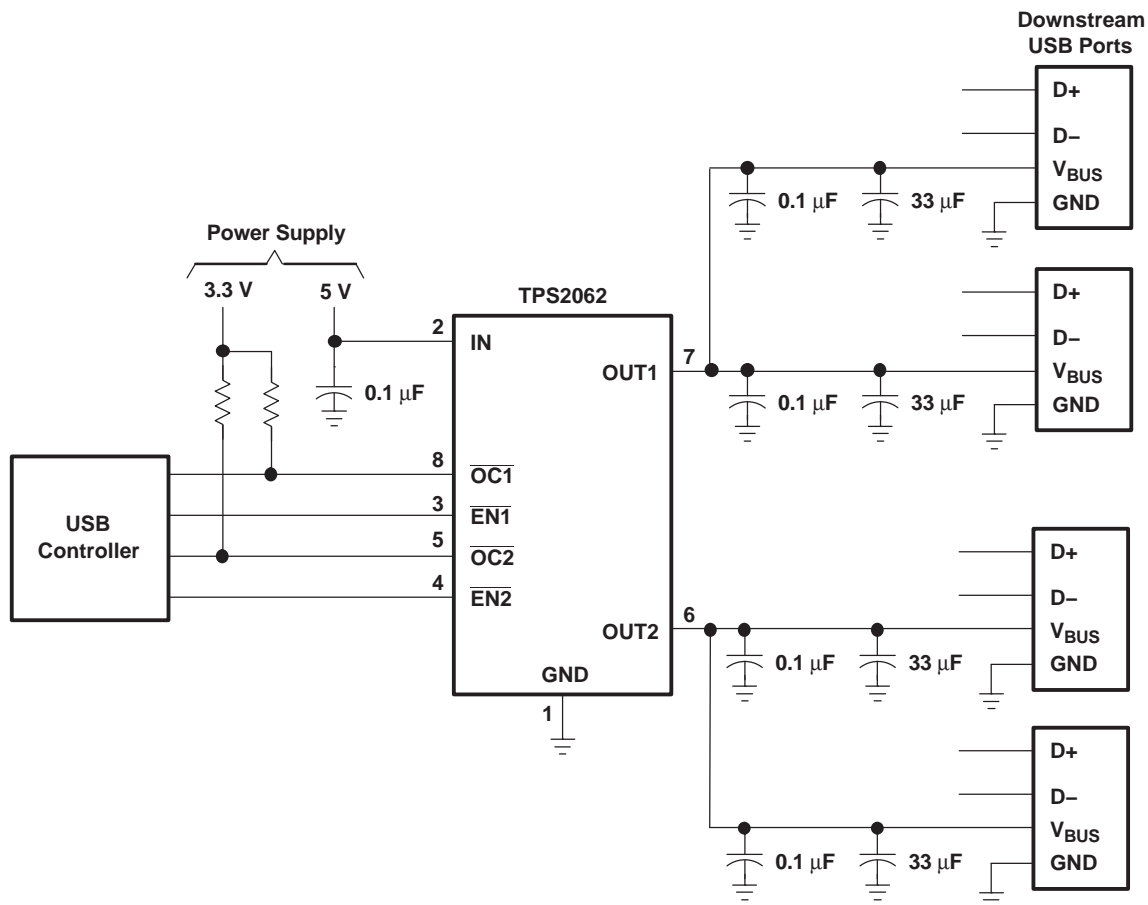 Downstream
USB Ports
D+
D−
VBUS
GND
0.1 μF
33 μF
Power Supply
3.3 V
5 V
0.1 μF
TPS2062
2
IN
OUT1
7
D+
D−
VBUS
GND
0.1 μF
33 μF
USB
Controller
8
OC1
3
EN1
5
OC2
4
EN2
OUT2
6
GND
1
D+
D−
VBUS
GND
0.1 μF
33 μF
D+
D−
VBUS
GND
0.1 μF
33 μF